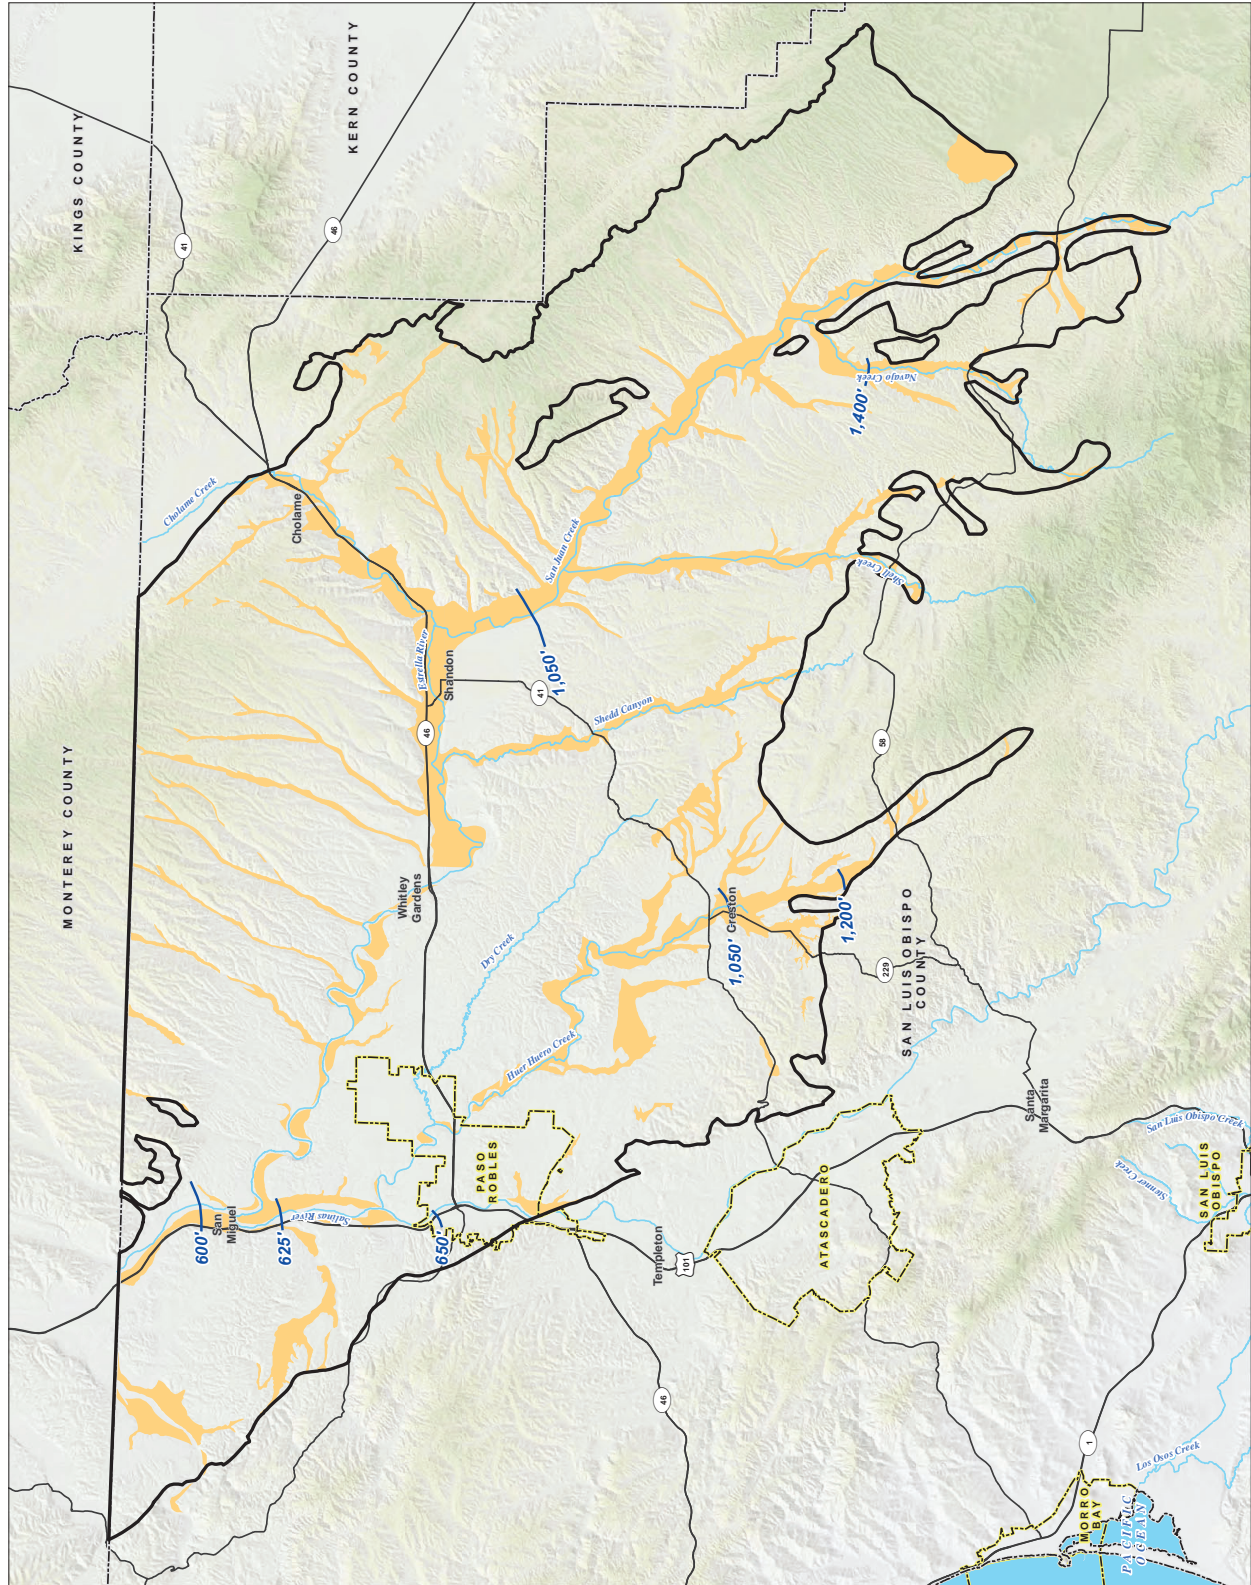 KINGS COUNTY
KERN COUNTY
41
46
MONTEREY COUNTY
Cholame Creek
Cholame
San Juan Creek
Navajo Creek
1,400'
Estrella River
Shandon
1,050'
41
46
Shell Creek
Shedd Canyon
58
Whitley
Gardens
Dry Creek
Creston
1,050'
1,200'
229
SAN LUIS OBISPO
COUNTY
Huer Huero Creek
PASO
ROBLES
San
Miguel
600'
625'
Salinas River
650'
Templeton
101
ATASCADERO
Santa
Margarita
San Luis Obispo Creek
Stenner Creek
SAN LUIS
OBISPO
46
1
Los Osos Creek
MORRO
BAY
PACIFIC
OCEAN